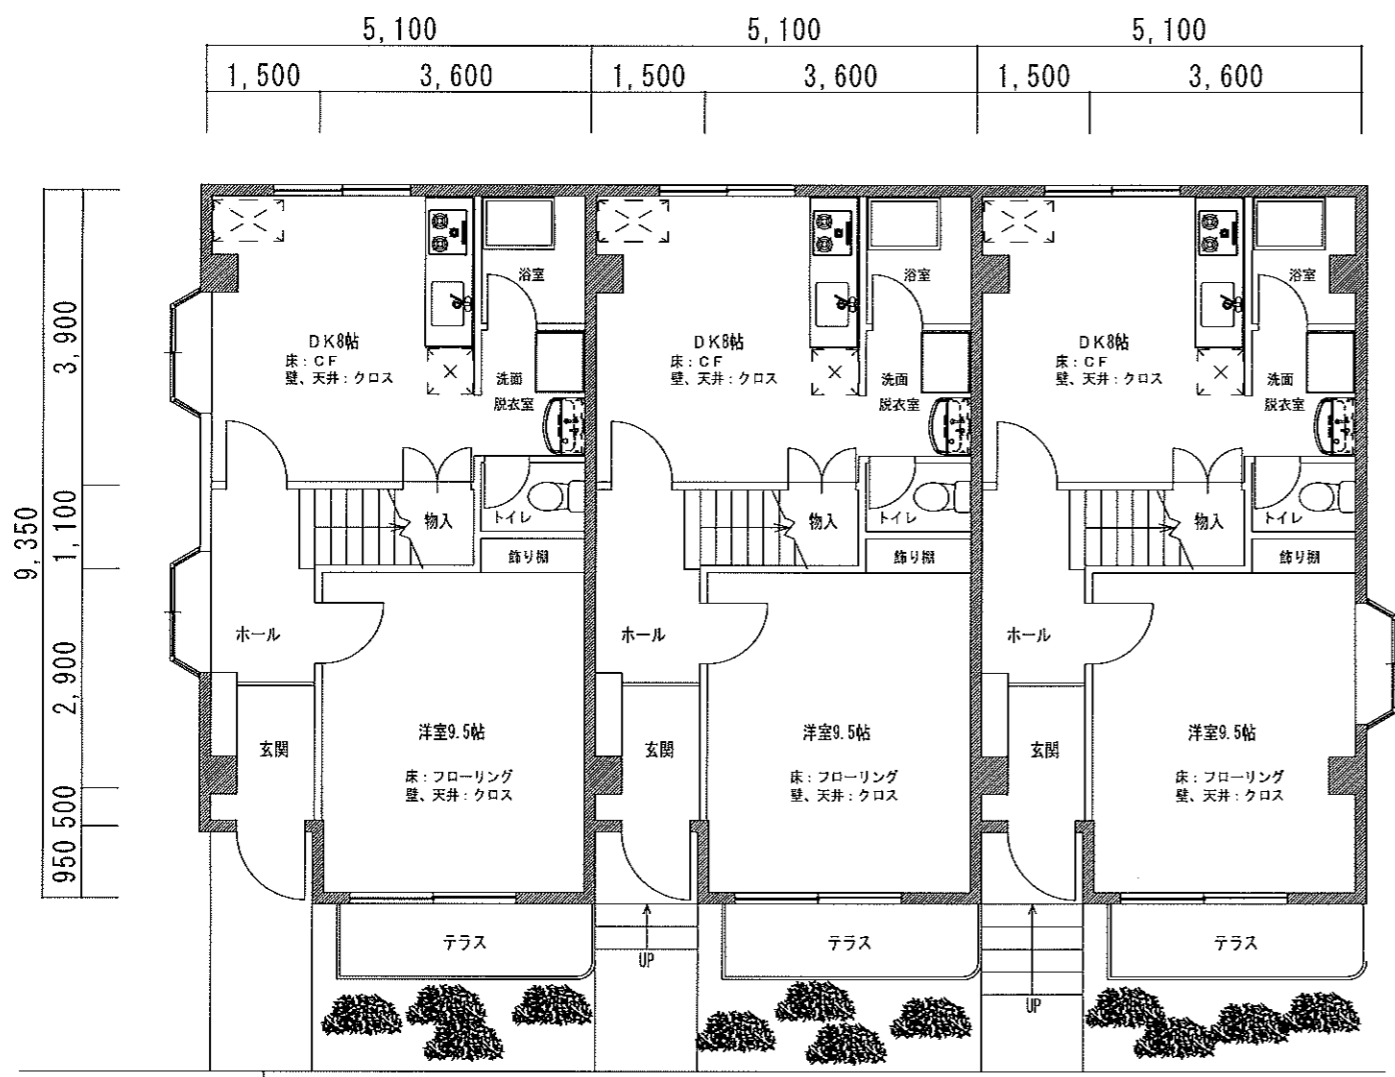 5,100 5,100 5,100
1,500 3,600 1,500 3,600 1,500 3,600
9,350
3,900
1,100
2,900
500
950
浴室 浴室 浴室
DK8帖 DK8帖 DK8帖
床：CF 床：CF 床：CF
壁、天井：クロス 壁、天井：クロス 壁、天井：クロス
洗面 洗面 洗面
脱衣室 脱衣室 脱衣室
物入 トイレ 物入 トイレ 物入 トイレ
飾り棚 飾り棚 飾り棚
ホール ホール ホール
洋室9.5帖 洋室9.5帖 洋室9.5帖
玄関 玄関 玄関
床：フローリング 床：フローリング 床：フローリング
壁、天井：クロス 壁、天井：クロス 壁、天井：クロス
テラス テラス テラス
UP
UP